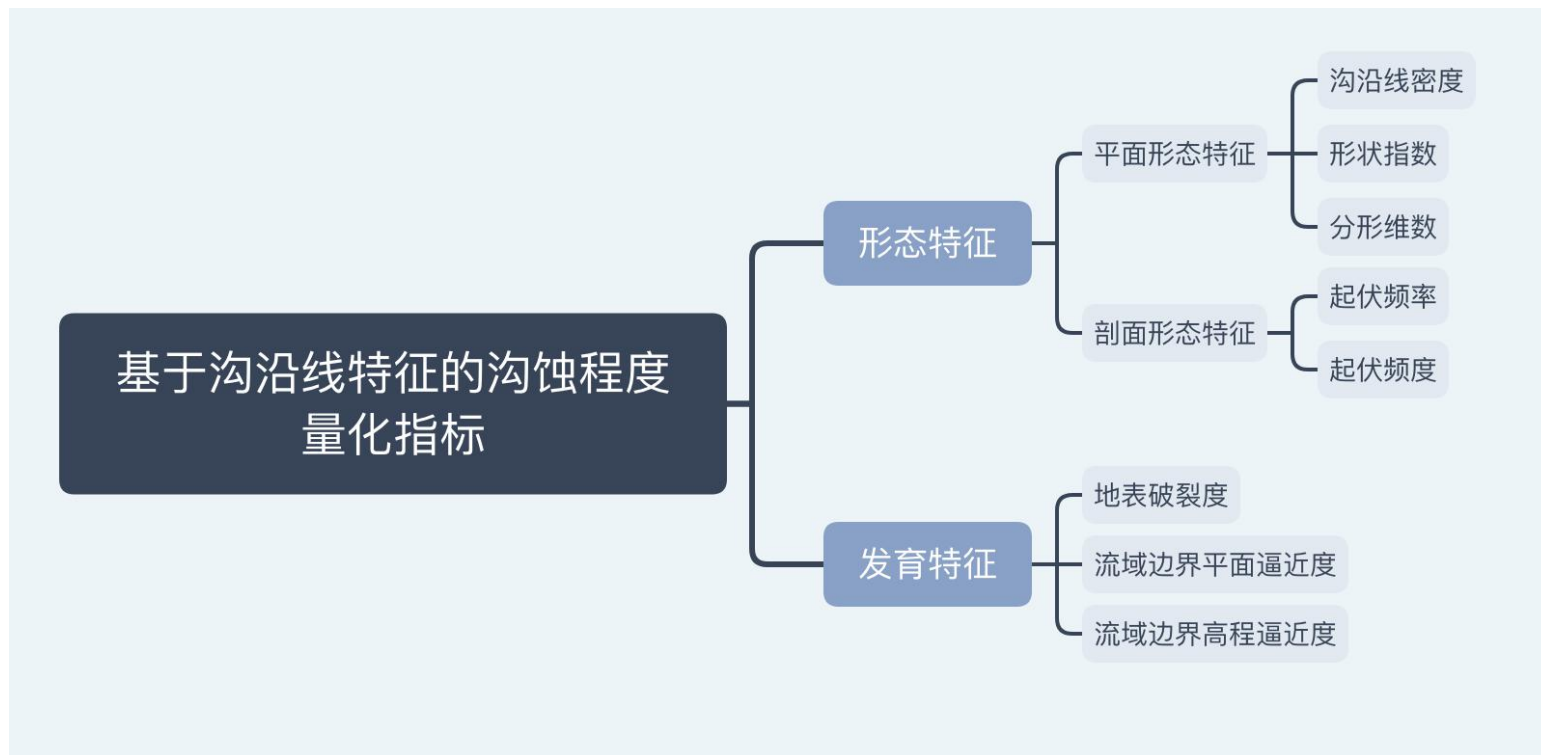 基于沟沿线特征的沟蚀程度
量化指标
形态特征
平面形态特征
沟沿线密度
形状指数
分形维数
剖面形态特征
起伏频率
起伏频度
发育特征
地表破裂度
流域边界平面逼近度
流域边界高程逼近度